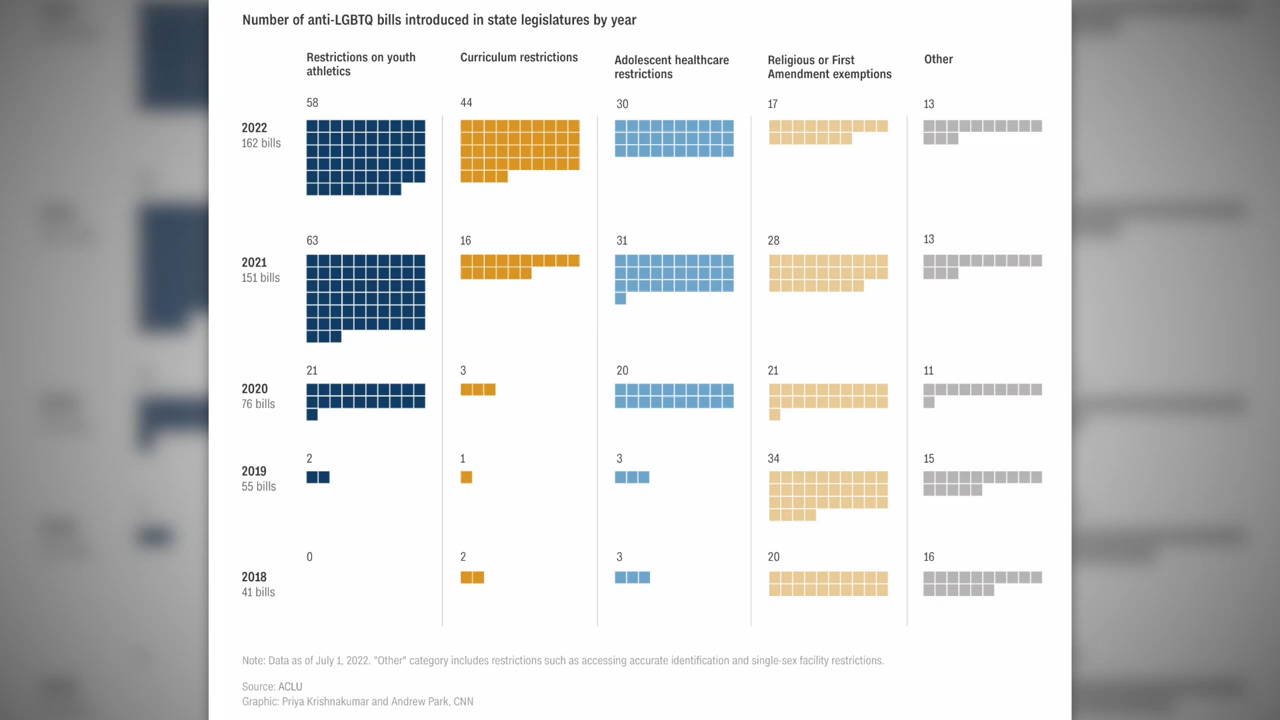 Number of anti-LGBTQ bills introduced in state legislatures by year
Restrictions on youth
athletics
Curriculum restrictions
Adolescent healthcare
restrictions
Religious or First
Amendment exemptions
Other
58
44
30
17
13
2022
162 bills
63
16
31
28
13
2021
151 bills
21
3
20
21
11
2020
76 bills
2
1
3
34
15
2019
55 bills
0
2
3
20
16
2018
41 bills
Note: Data as of July 1, 2022. "Other" category includes restrictions such as accessing accurate identification and single-sex facility restrictions.
Source: ACLU
Graphic: Priya Krishnakumar and Andrew Park, CNN